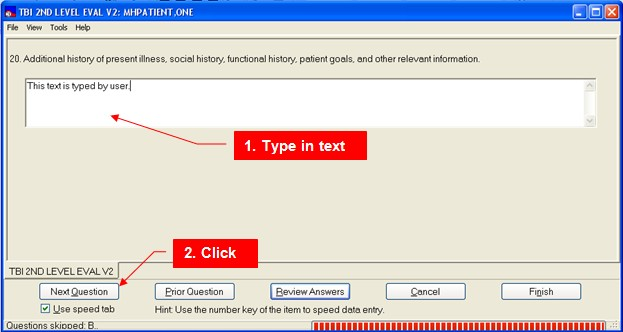 TBI 2ND LEVEL EVAL V2: MHPATIENT,ONE
File View Tools Help
20. Additional history of present illness, social history, functional history, patient goals, and other relevant information.
This text is typed by user.
1. Type in text
2. Click
TBI 2ND LEVEL EVAL V2
Next Question Prior Question Review Answers Cancel Finish
Use speed tab Hint: Use the number key of the item to speed data entry.
Questions skipped: 8..